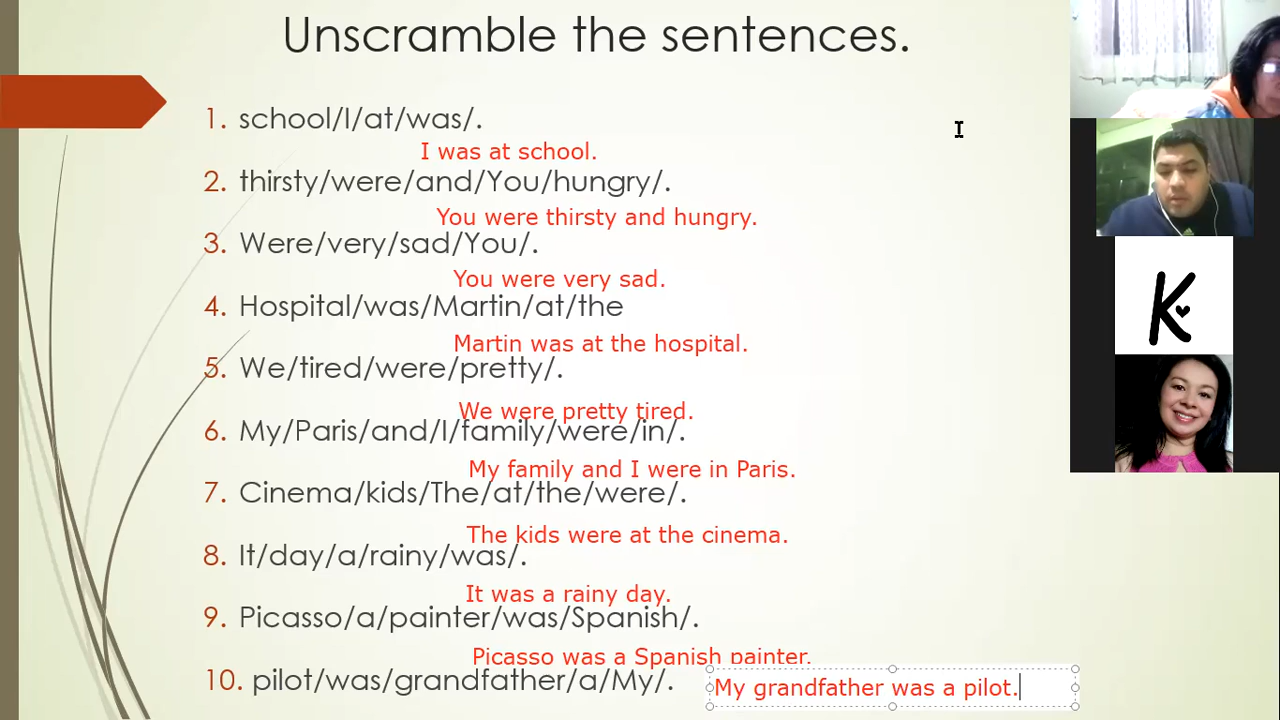 Unscramble the sentences.
1. school/I/at/was/.
I was at school.
2. thirsty/were/and/You/hungry/.
You were thirsty and hungry.
3. Were/very/sad/You/.
You were very sad.
4. Hospital/was/Martin/at/the
Martin was at the hospital.
5. We/tired/were/pretty/.
We were pretty tired.
6. My/Paris/and/I/family/were/in/.
My family and I were in Paris.
7. Cinema/kids/The/at/the/were/.
The kids were at the cinema.
8. It/day/a/rainy/was/.
It was a rainy day.
9. Picasso/a/painter/was/Spanish/.
Picasso was a Spanish painter.
10. pilot/was/grandfather/a/My/.
My grandfather was a pilot.
K